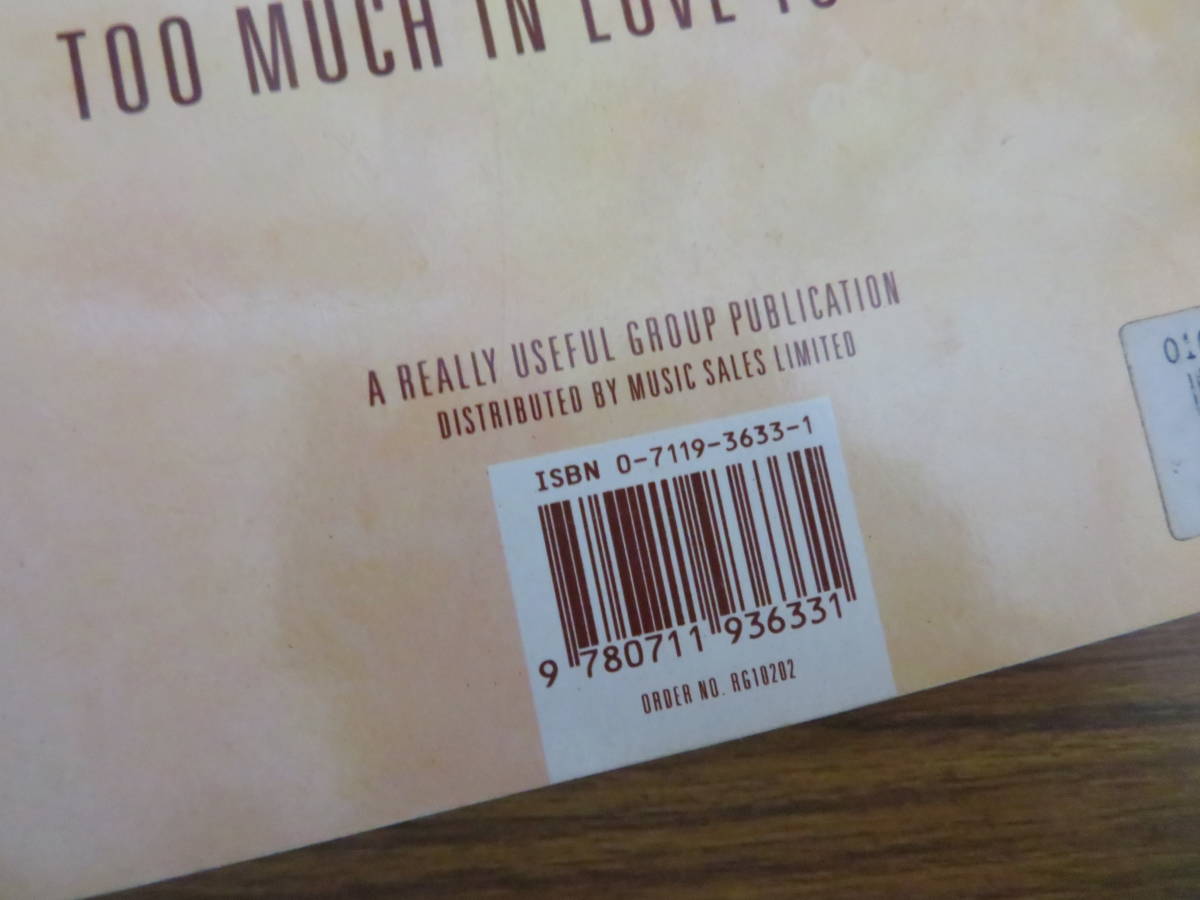 TOO MUCH IN LOVE TO
A REALLY USEFUL GROUP PUBLICATION
DISTRIBUTED BY MUSIC SALES LIMITED
ISBN 0-7119-3633-1
9 780711 936331
ORDER NO. RG10202